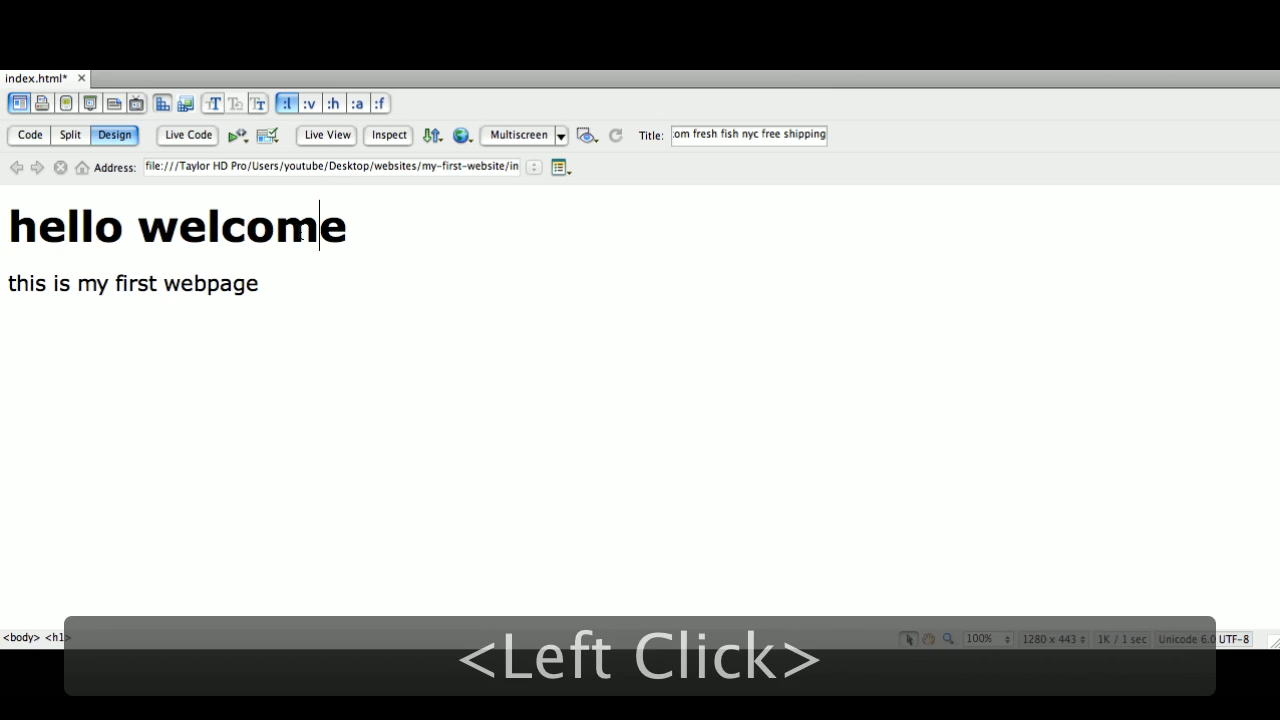 index.html*
:l :v :h :a :f
Code Split Design Live Code Live View Inspect Multiscreen Title: om fresh fish nyc free shipping
Address: file:///Taylor HD Pro/Users/youtube/Desktop/websites/my-first-website/in
hello welcome
this is my first webpage
<body> <h1> 100% 1280 x 443 1K / 1 sec Unicode 6.0 UTF-8
<Left Click>